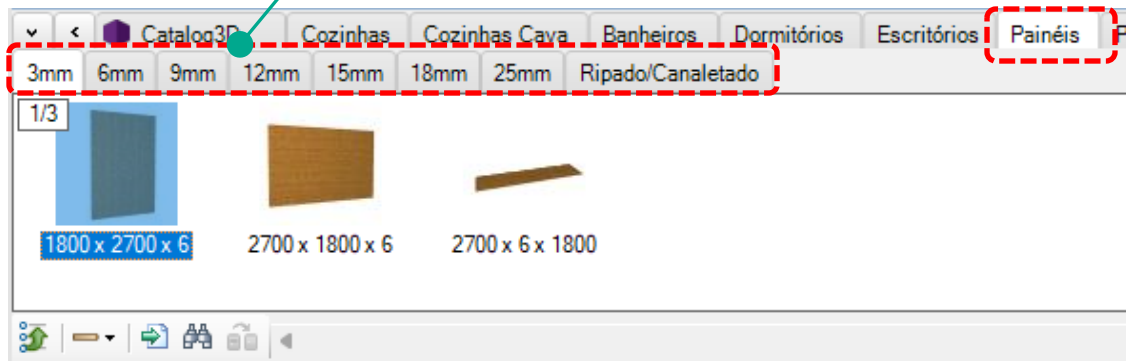 Catalog3D Cozinhas Cozinhas Cava Banheiros Dormitórios Escritórios Painéis P
3mm 6mm 9mm 12mm 15mm 18mm 25mm Ripado/Canaletado
1/3
1800 x 2700 x 6 2700 x 1800 x 6 2700 x 6 x 1800